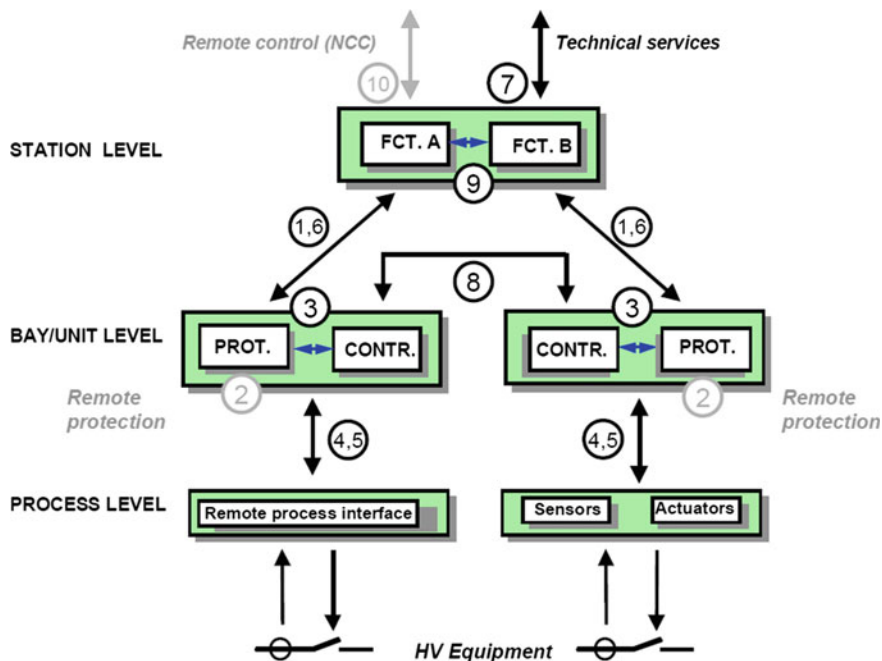 Remote control (NCC)
Technical services
10
7
STATION LEVEL
FCT. A
FCT. B
9
1,6
1,6
8
3
3
BAY/UNIT LEVEL
PROT.
CONTR.
CONTR.
PROT.
Remote
protection
2
2
Remote
protection
4,5
4,5
PROCESS LEVEL
Remote process interface
Sensors
Actuators
HV Equipment